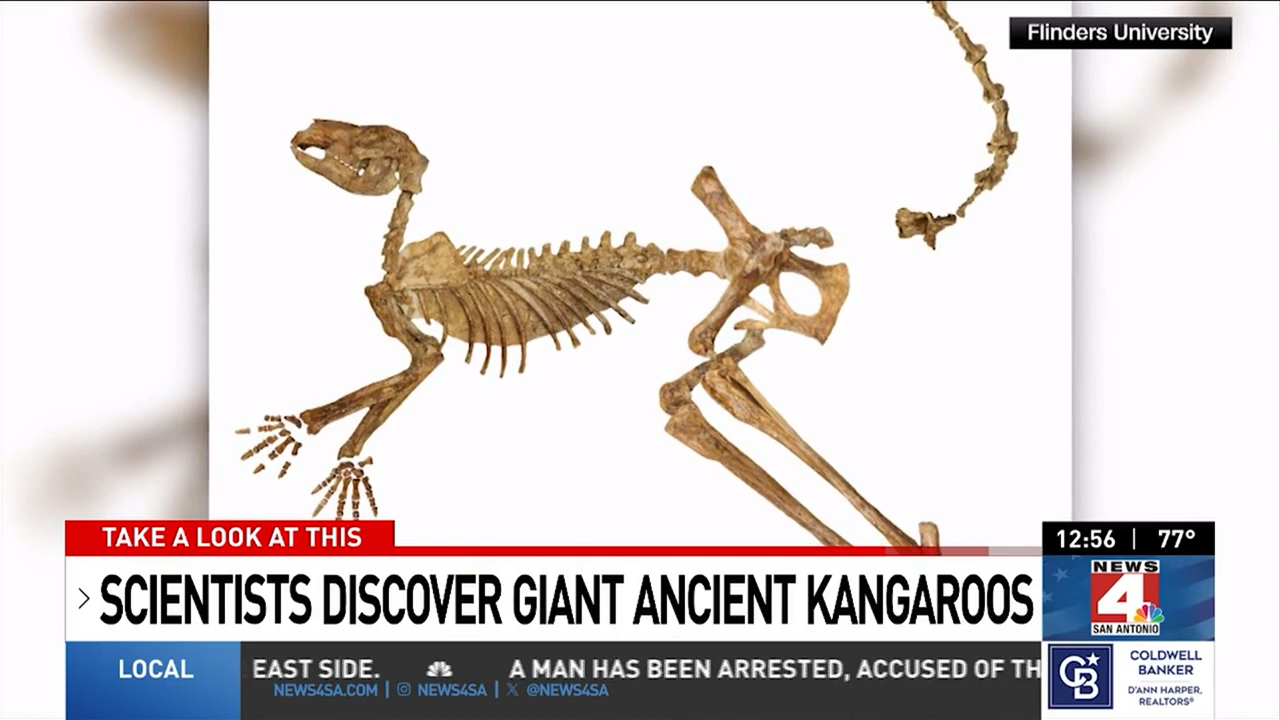 Flinders University
TAKE A LOOK AT THIS
SCIENTISTS DISCOVER GIANT ANCIENT KANGAROOS
12:56 | 77°
NEWS
4
SAN ANTONIO
LOCAL
EAST SIDE. A MAN HAS BEEN ARRESTED, ACCUSED OF TH
NEWS4SA.COM | NEWS4SA | @NEWS4SA
CB
COLDWELL
BANKER
D'ANN HARPER,
REALTORS®